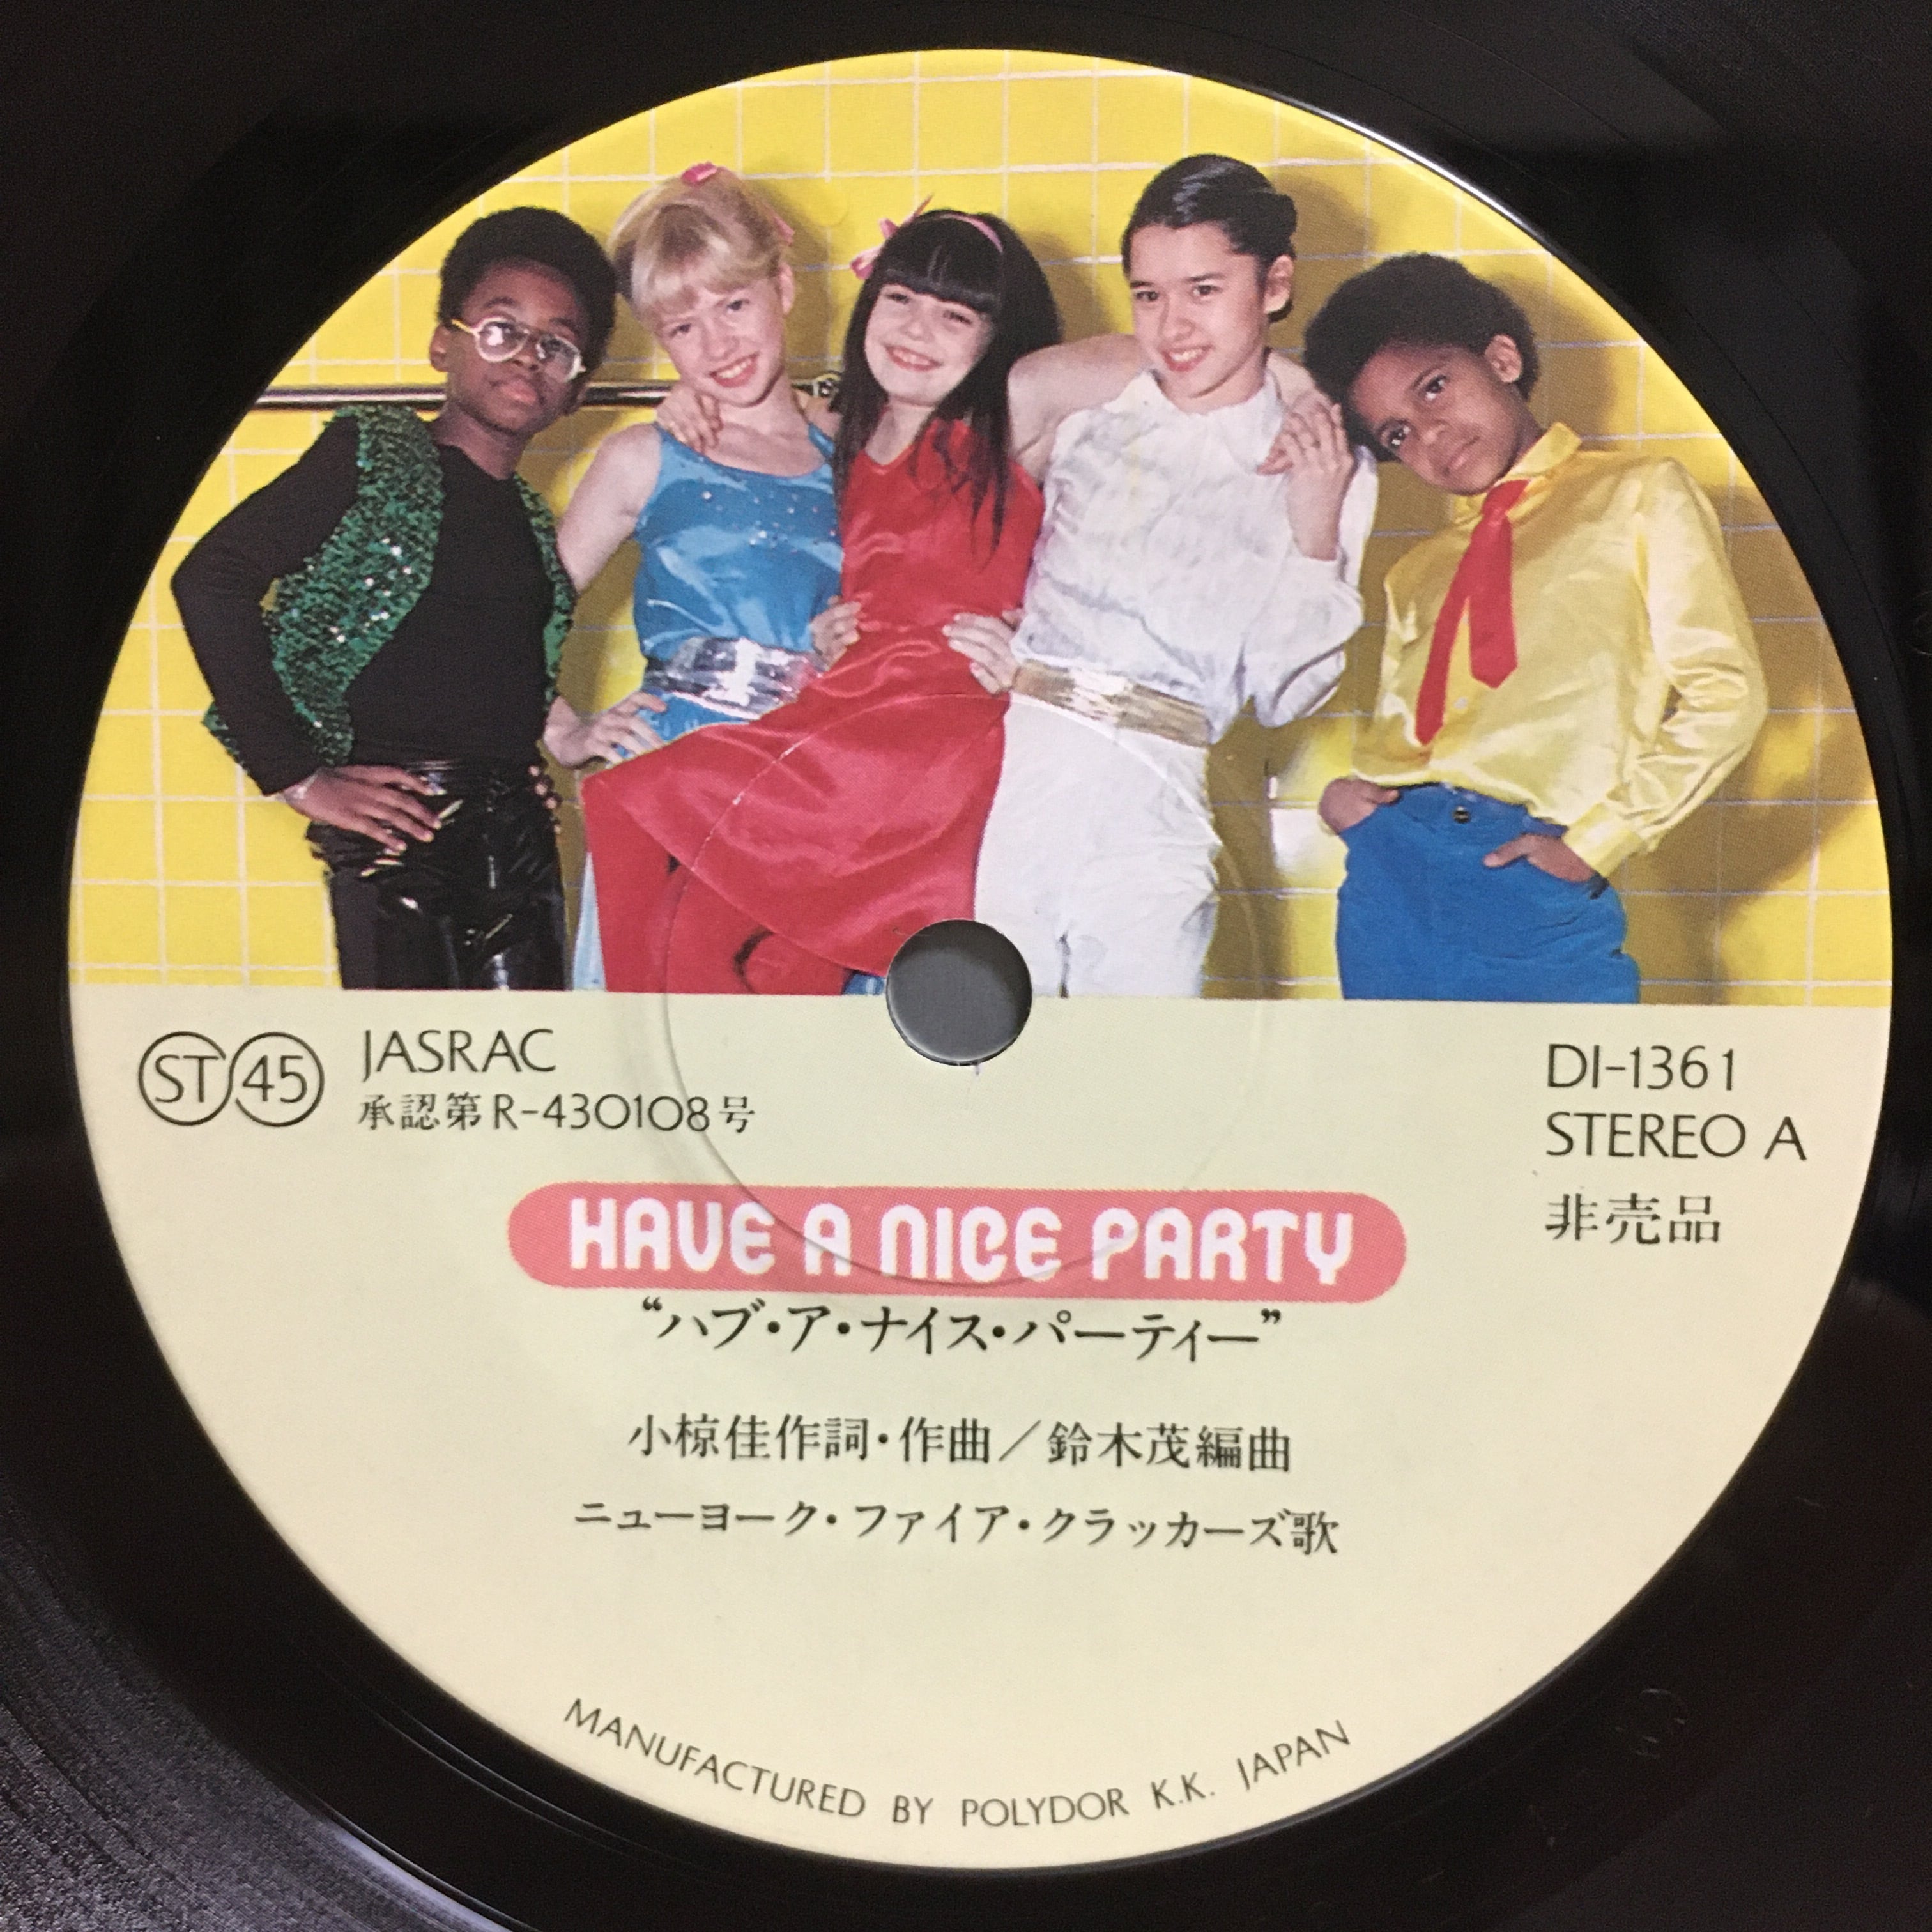 ST 45
JASRAC
承認第R-430108号
DI-1361
STEREO A
非売品
HAVE A NICE PARTY
“ハブ・ア・ナイス・パーティー”
小椋佳作詞・作曲／鈴木茂編曲
ニューヨーク・ファイア・クラッカーズ歌
MANUFACTURED BY POLYDOR K.K. JAPAN